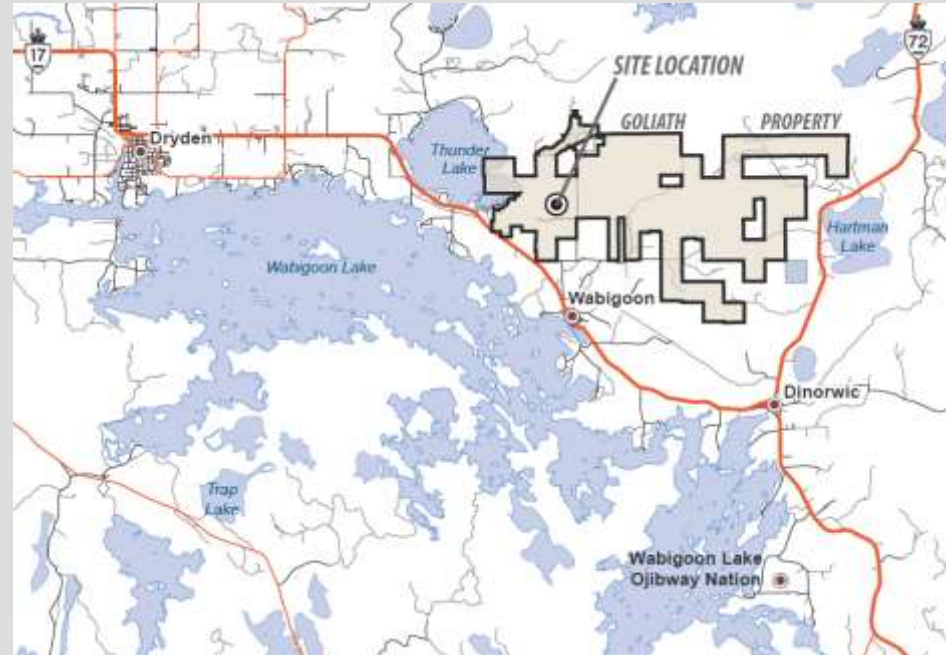 17
72
SITE LOCATION
GOLIATH PROPERTY
Dryden
Thunder
Lake
Hartman
Lake
Wabigoon Lake
Wabigoon
Dinorwic
Trap
Lake
Wabigoon Lake
Ojibway Nation